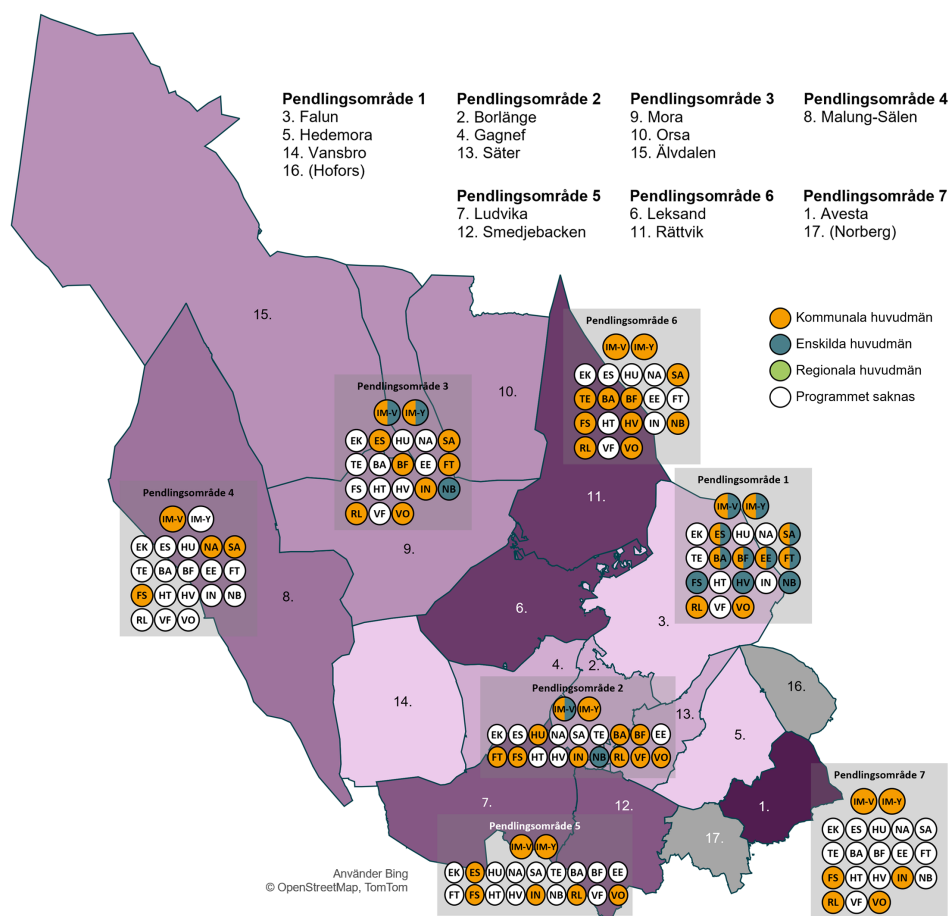 Pendlingsområde 1
3. Falun
5. Hedemora
14. Vansbro
16. (Hofors)
Pendlingsområde 2
2. Borlänge
4. Gagnef
13. Säter
Pendlingsområde 3
9. Mora
10. Orsa
15. Älvdalen
Pendlingsområde 4
8. Malung-Sälen
Pendlingsområde 5
7. Ludvika
12. Smedjebacken
Pendlingsområde 6
6. Leksand
11. Rättvik
Pendlingsområde 7
1. Avesta
17. (Norberg)
Kommunala huvudmän
Enskilda huvudmän
Regionala huvudmän
Programmet saknas
15.
10.
Pendlingsområde 6
IM-V IM-Y
EK ES HU NA SA
TE BA BF EE FT
FS HT HV IN NB
RL VF VO
Pendlingsområde 3
IM-V IM-Y
EK ES HU NA SA
TE BA BF EE FT
FS HT HV IN NB
RL VF VO
11.
Pendlingsområde 1
IM-V IM-Y
EK ES HU NA SA
TE BA BF EE FT
FS HT HV IN NB
RL VF VO
Pendlingsområde 4
IM-V IM-Y
EK ES HU NA SA
TE BA BF EE FT
FS HT HV IN NB
RL VF VO
9.
8.
6.
3.
4.
2.
14.
16.
Pendlingsområde 2
IM-V IM-Y
EK ES HU NA SA TE BA BF EE
FT FS HT HV IN NB RL VF VO
13.
5.
7.
12.
1.
17.
Pendlingsområde 5
IM-V IM-Y
EK ES HU NA SA TE BA BF EE
FT FS HT HV IN NB RL VF VO
Pendlingsområde 7
IM-V IM-Y
EK ES HU NA SA
TE BA BF EE FT
FS HT HV IN NB
RL VF VO
Använder Bing
© OpenStreetMap, TomTom